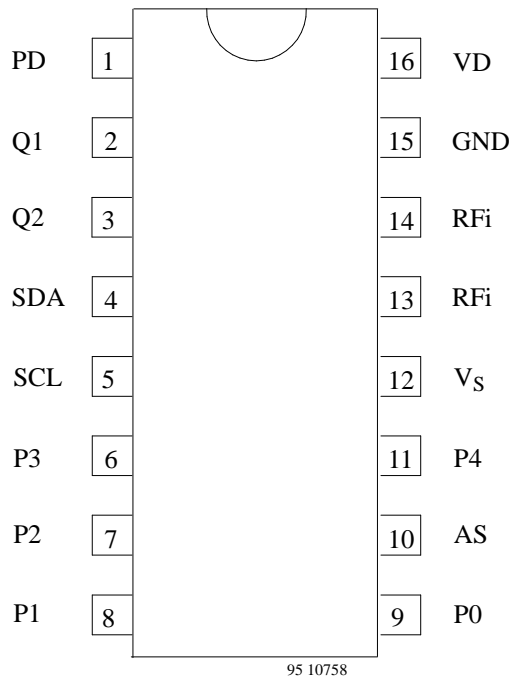 PD 1 16 VD
Q1 2 15 GND
Q2 3 14 RFi
SDA 4 13 RFi
SCL 5 12 VS
P3 6 11 P4
P2 7 10 AS
P1 8 9 P0
95 10758